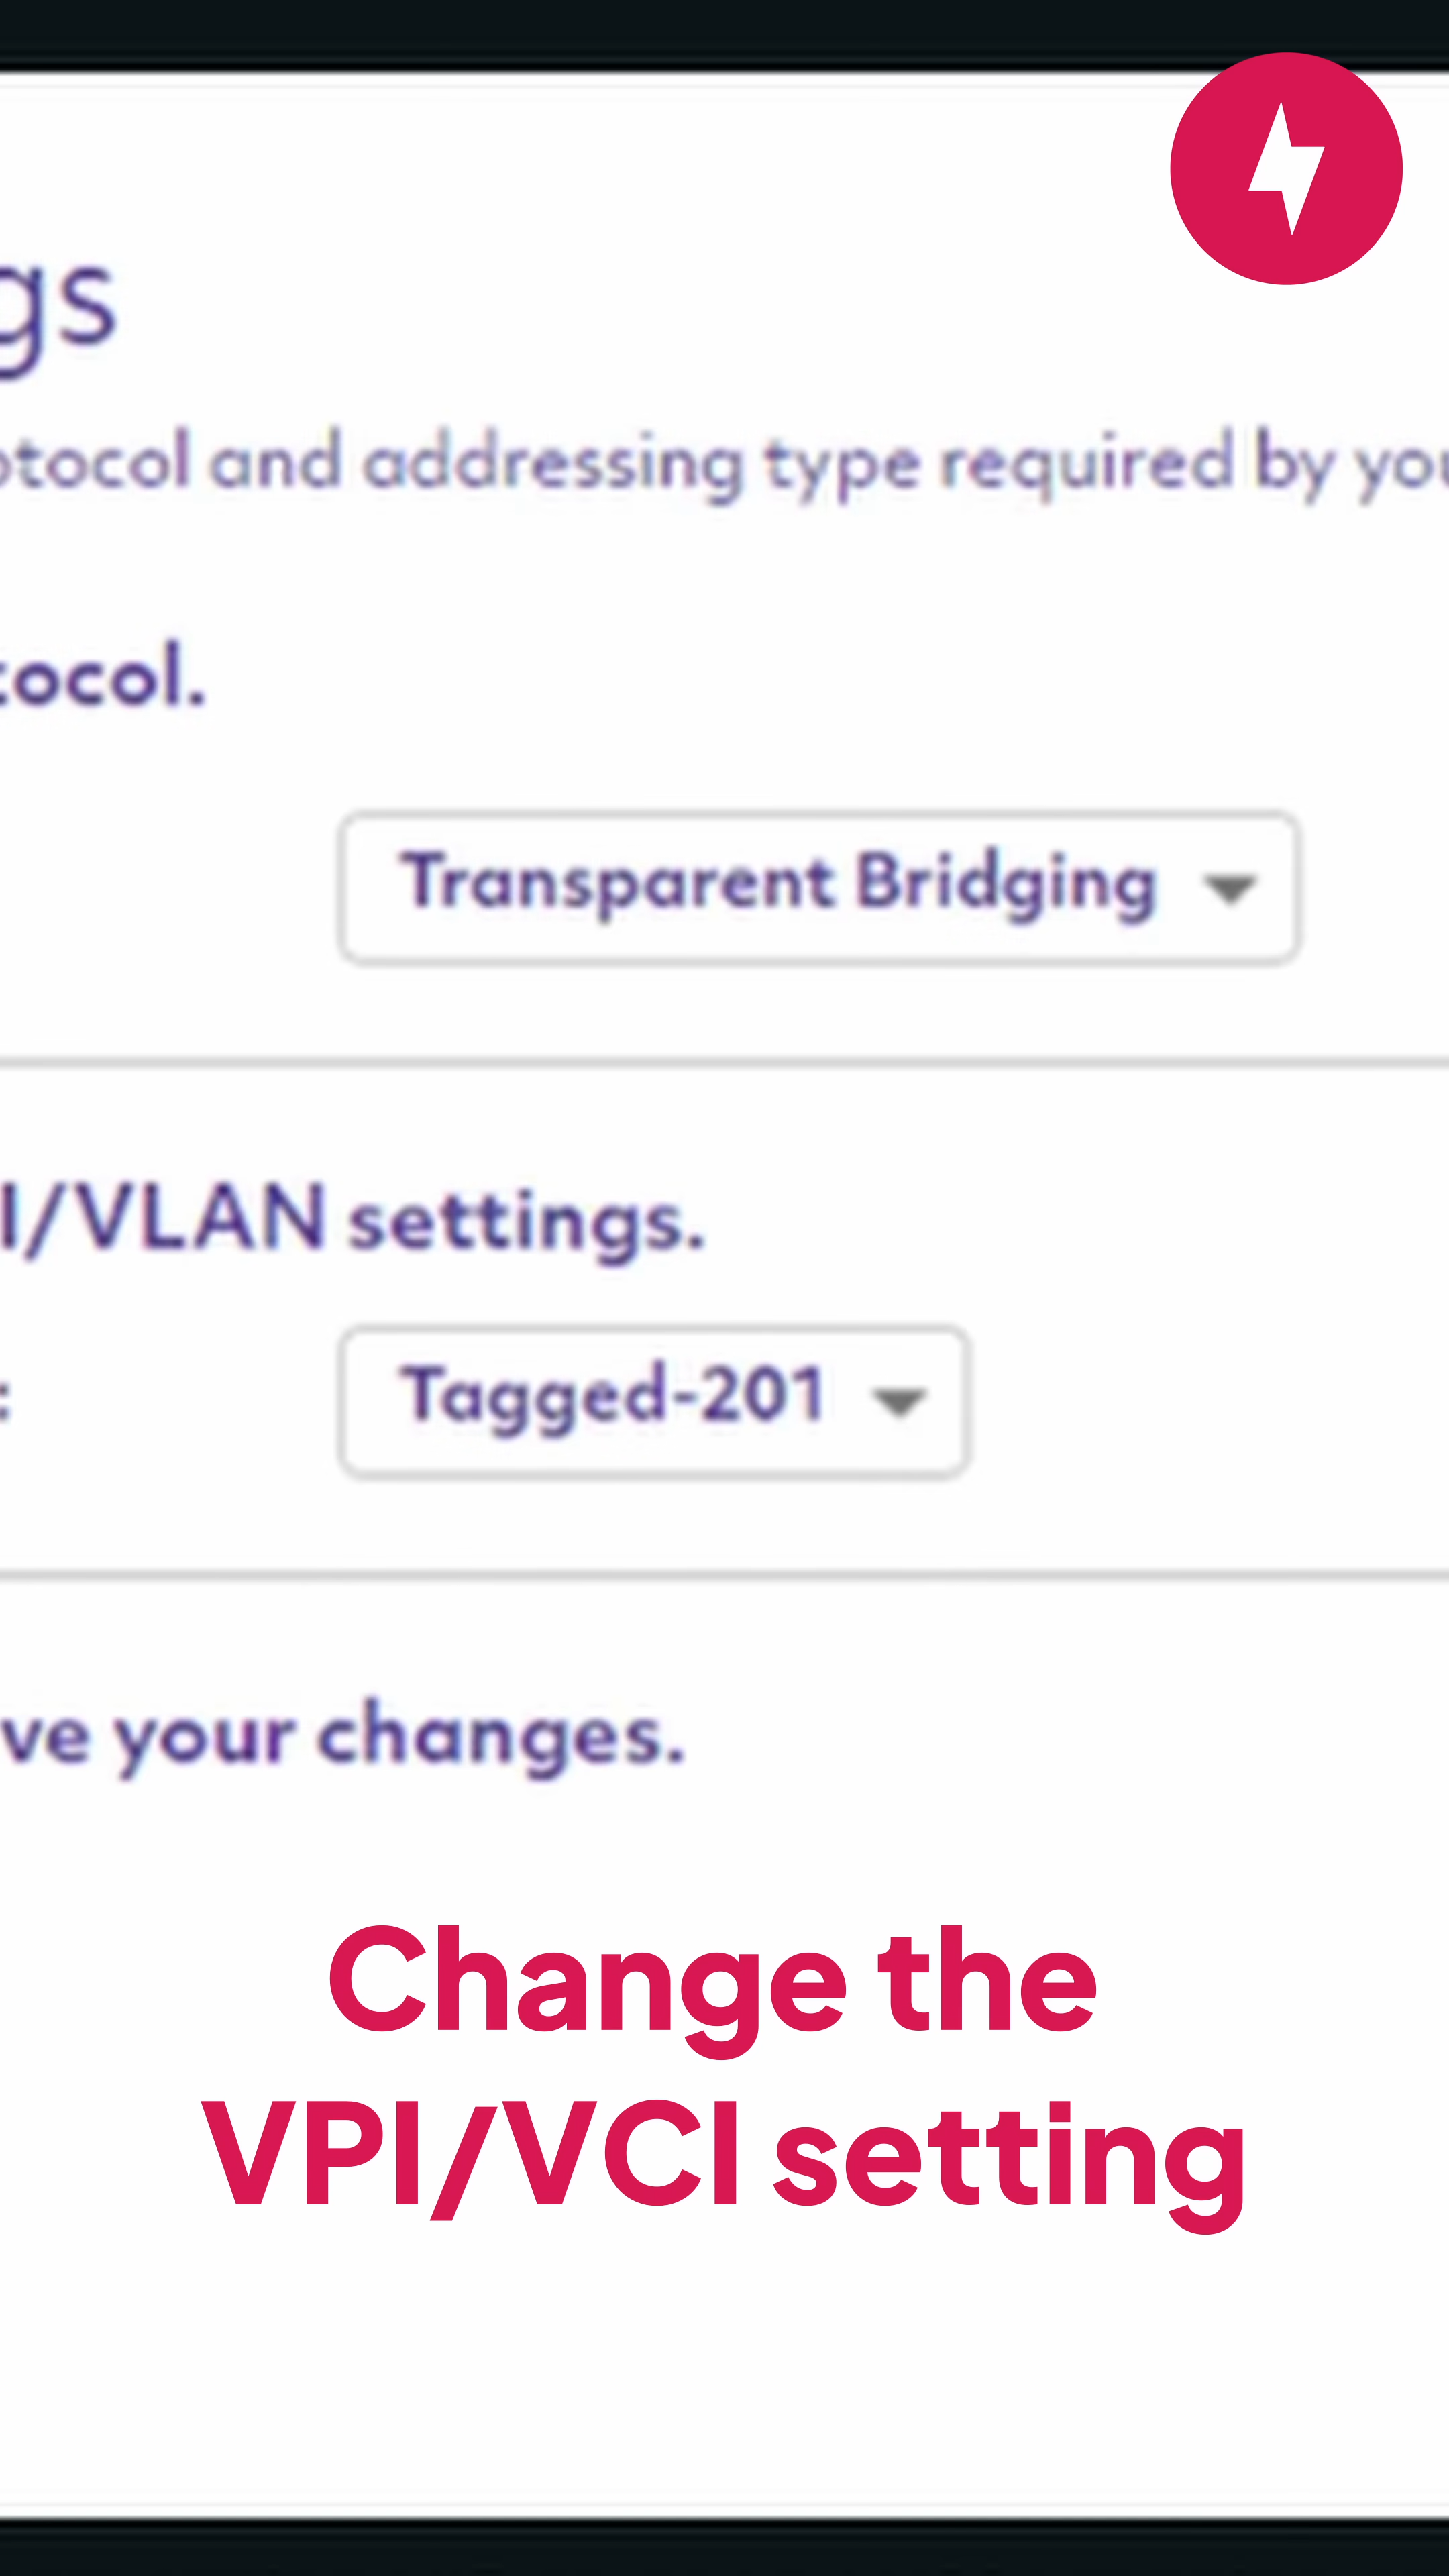 gs
otocol and addressing type required by you
tocol.
Transparent Bridging
I/VLAN settings.
: Tagged-201
ve your changes.
Change the
VPI/VCI setting